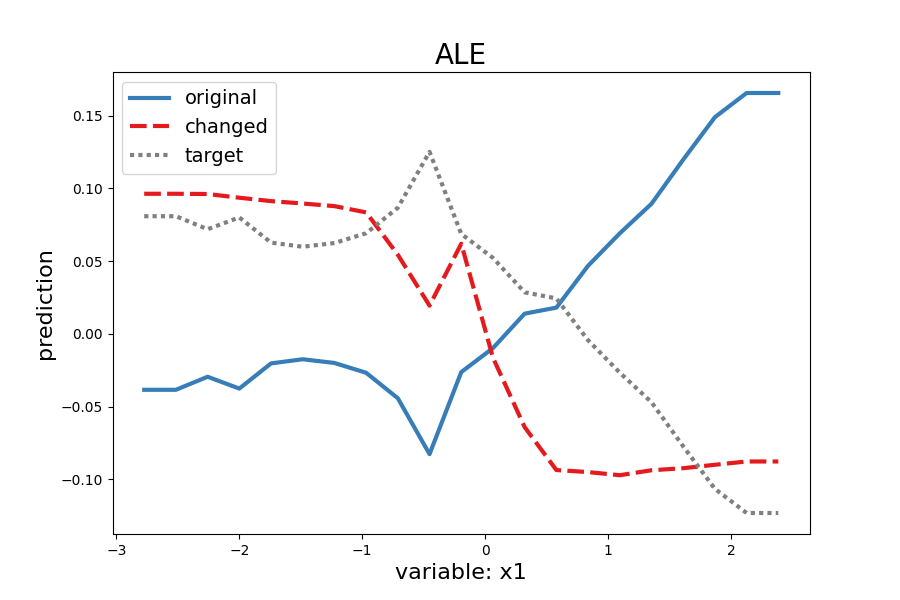 ALE
original
changed
target
0.15
0.10
0.05
0.00
−0.05
−0.10
prediction
−3
−2
−1
0
1
2
variable: x1